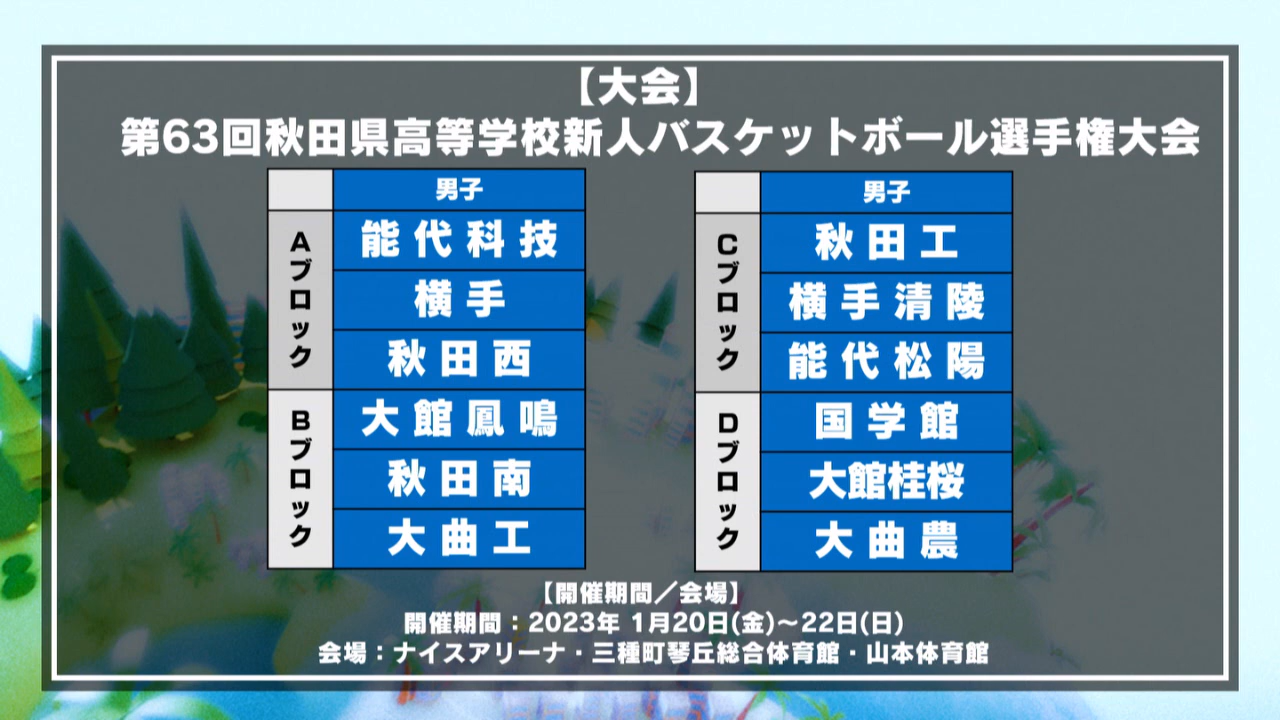 【大会】
第63回秋田県高等学校新人バスケットボール選手権大会
男子
Aブロック
能代科技
横手
秋田西
Bブロック
大館鳳鳴
秋田南
大曲工
男子
Cブロック
秋田工
横手清陵
能代松陽
Dブロック
国学館
大館桂桜
大曲農
【開催期間／会場】
開催期間：2023年 1月20日(金)～22日(日)
会場：ナイスアリーナ・三種町琴丘総合体育館・山本体育館